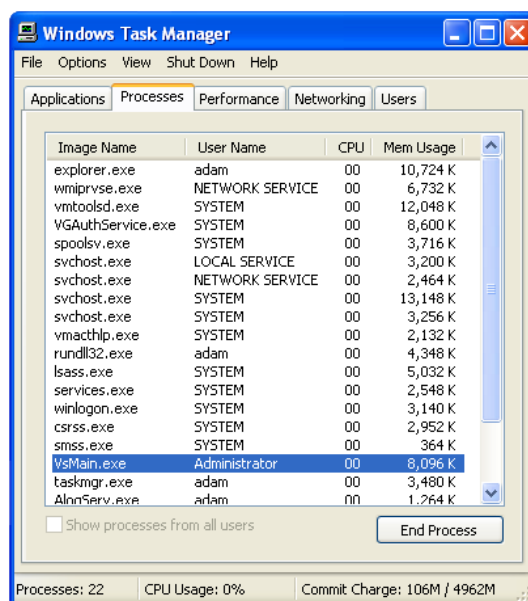 Windows Task Manager
File Options View Shut Down Help
Applications Processes Performance Networking Users
Image Name User Name CPU Mem Usage
explorer.exe adam 00 10,724 K
wmiprvse.exe NETWORK SERVICE 00 6,732 K
vmtoolsd.exe SYSTEM 00 12,048 K
VGAuthService.exe SYSTEM 00 8,600 K
spoolsv.exe SYSTEM 00 3,716 K
svchost.exe LOCAL SERVICE 00 3,200 K
svchost.exe NETWORK SERVICE 00 2,464 K
svchost.exe SYSTEM 00 13,148 K
svchost.exe SYSTEM 00 3,256 K
vmacthlp.exe SYSTEM 00 2,132 K
rundll32.exe adam 00 4,348 K
lsass.exe SYSTEM 00 5,032 K
services.exe SYSTEM 00 2,548 K
winlogon.exe SYSTEM 00 3,140 K
csrss.exe SYSTEM 00 2,952 K
smss.exe SYSTEM 00 364 K
VsMain.exe Administrator 00 8,096 K
taskmgr.exe adam 00 3,480 K
AlogServ.exe adam 00 1,264 K
Show processes from all users End Process
Processes: 22 CPU Usage: 0% Commit Charge: 106M / 4962M